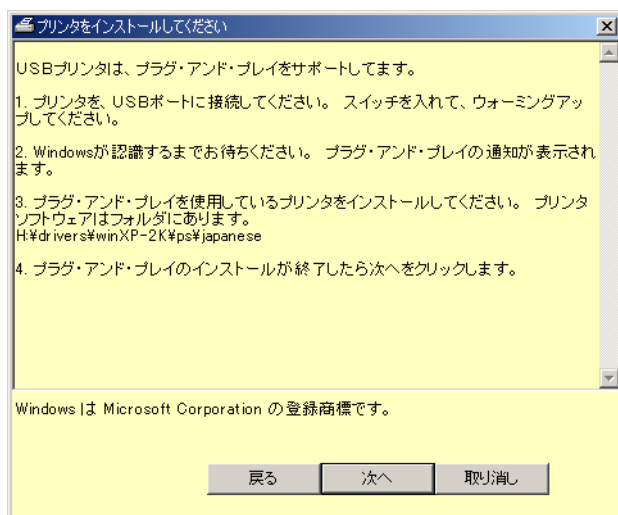 プリンタをインストールしてください
USBプリンタは、プラグ・アンド・プレイをサポートしてます。
1. プリンタを、USBポートに接続してください。 スイッチを入れて、ウォーミングアッ
プしてください。
2. Windowsが認識するまでお待ちください。 プラグ・アンド・プレイの通知が表示され
ます。
3. プラグ・アンド・プレイを使用しているプリンタをインストールしてください。 プリンタ
ソフトウェアはフォルダにあります。
H:¥drivers¥winXP-2K¥ps¥japanese
4. プラグ・アンド・プレイのインストールが終了したら次へをクリックします。
Windows は Microsoft Corporation の登録商標です。
戻る 次へ 取り消し